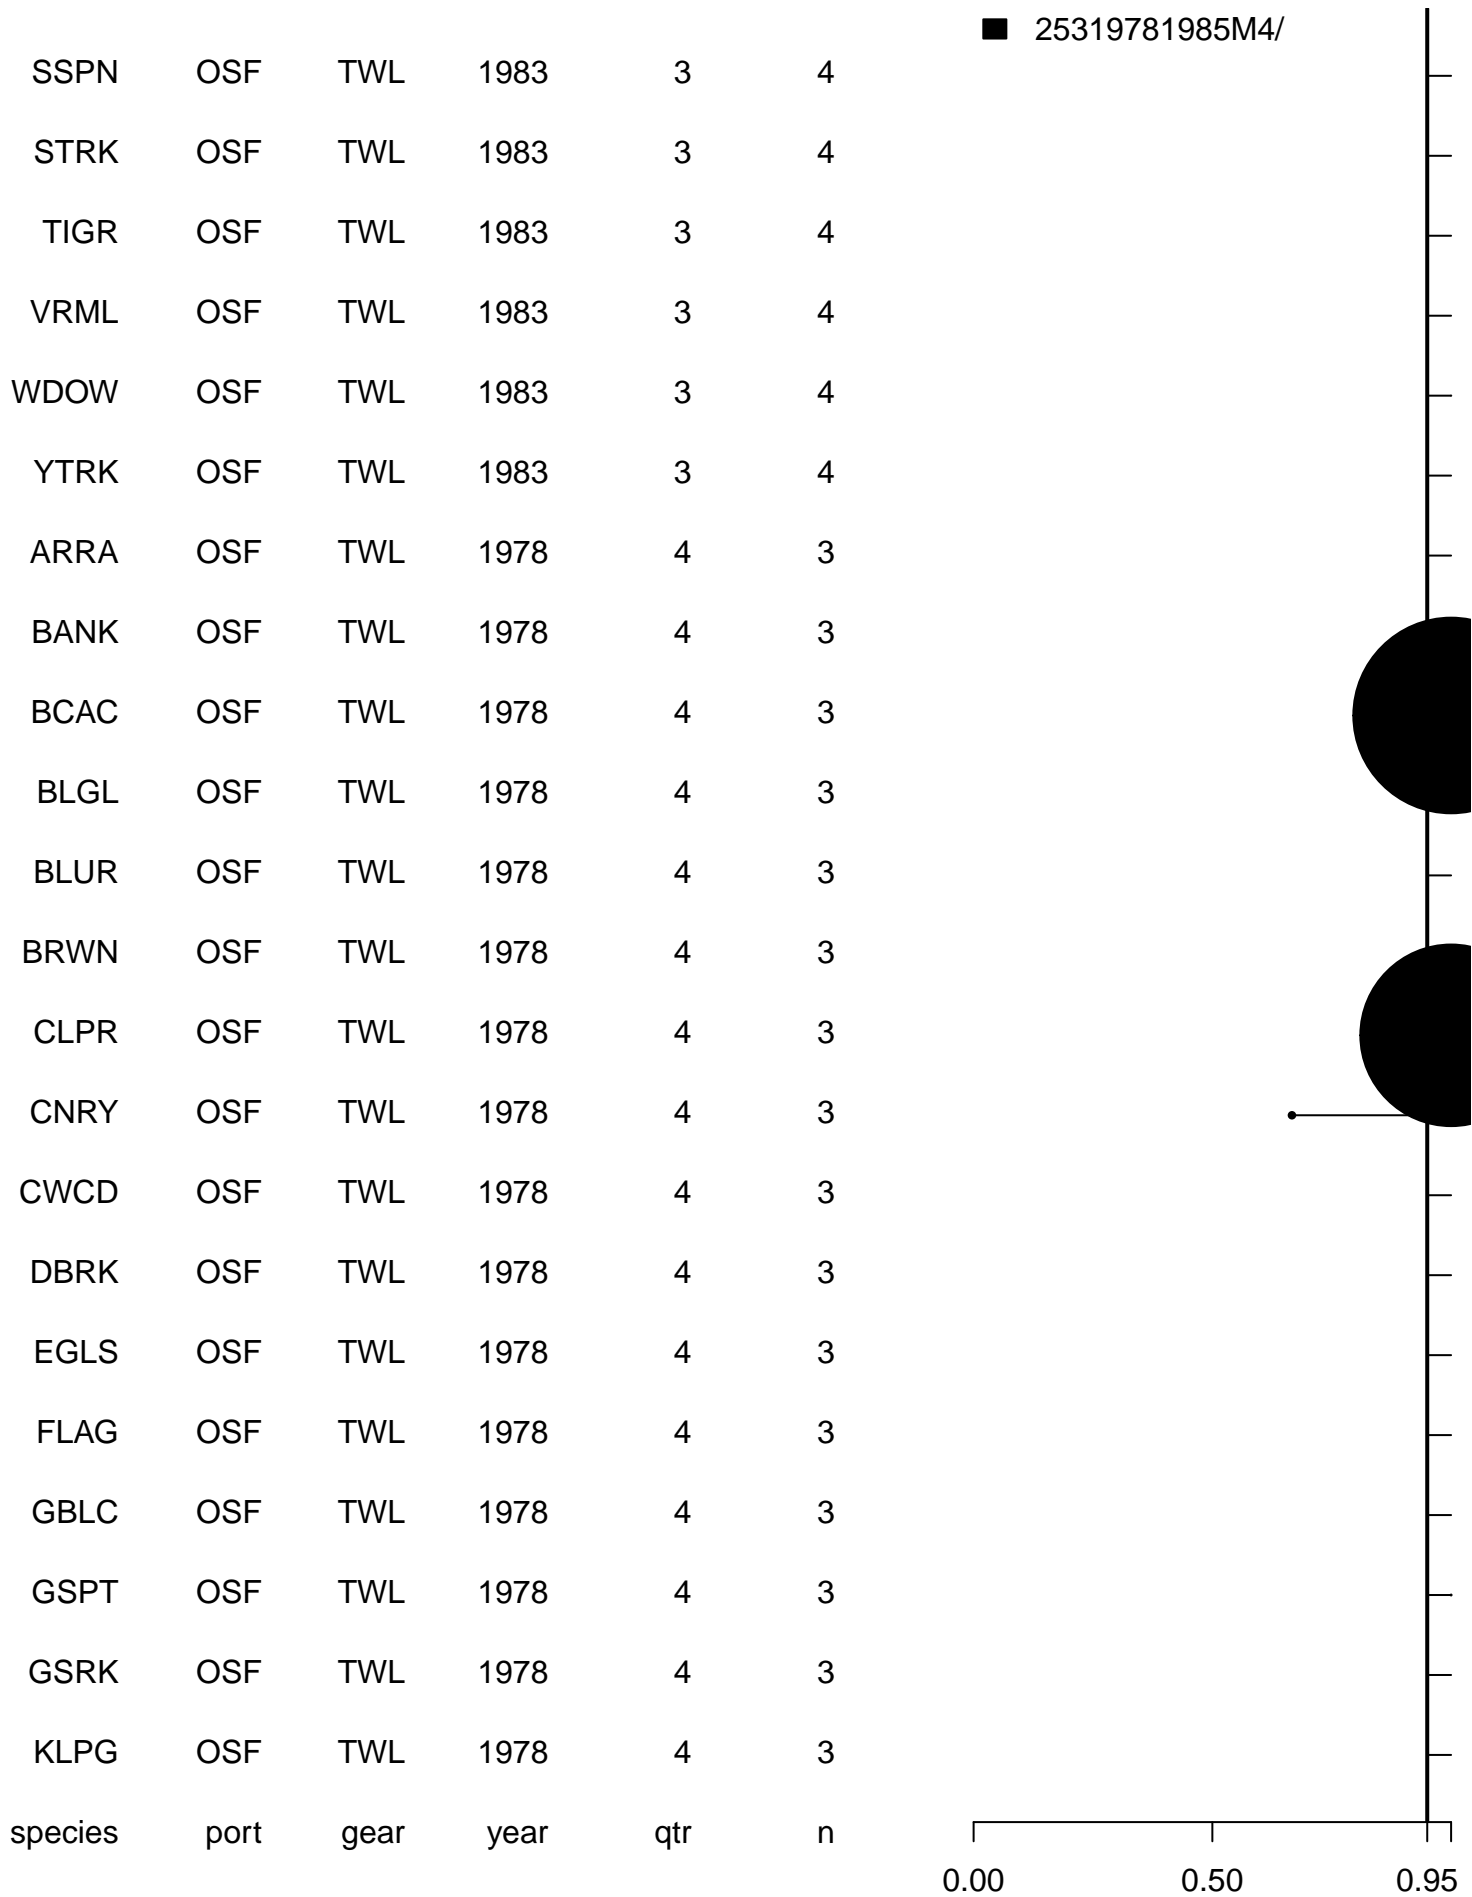 25319781985M4/
SSPN OSF TWL 1983 3 4
STRK OSF TWL 1983 3 4
TIGR OSF TWL 1983 3 4
VRML OSF TWL 1983 3 4
WDOW OSF TWL 1983 3 4
YTRK OSF TWL 1983 3 4
ARRA OSF TWL 1978 4 3
BANK OSF TWL 1978 4 3
BCAC OSF TWL 1978 4 3
BLGL OSF TWL 1978 4 3
BLUR OSF TWL 1978 4 3
BRWN OSF TWL 1978 4 3
CLPR OSF TWL 1978 4 3
CNRY OSF TWL 1978 4 3
CWCD OSF TWL 1978 4 3
DBRK OSF TWL 1978 4 3
EGLS OSF TWL 1978 4 3
FLAG OSF TWL 1978 4 3
GBLC OSF TWL 1978 4 3
GSPT OSF TWL 1978 4 3
GSRK OSF TWL 1978 4 3
KLPG OSF TWL 1978 4 3
species port gear year qtr n
0.00 0.50 0.95